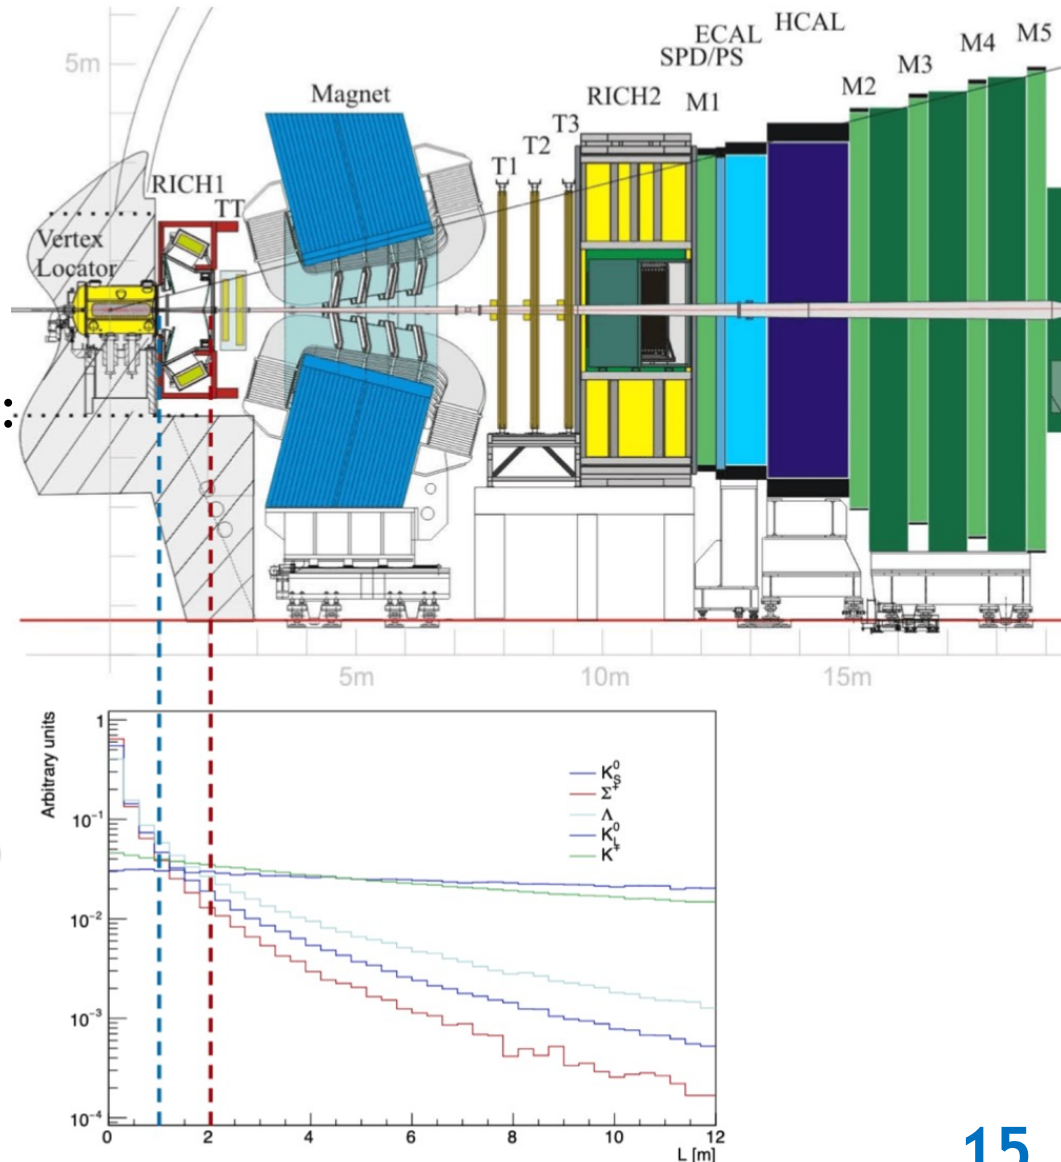 HCAL
M5
ECAL
M4
5m
SPD/PS
M3
M2
Magnet
RICH2
M1
T3
T2
T1
RICH1
TT
Vertex
Locator
:
5m
10m
15m
Arbitrary units
1
10⁻¹
10⁻²
10⁻³
10⁻⁴
K⁰S
Σ∓
Λ
K⁰L
K∓
0 2 4 6 8 10 12
L [m]
15